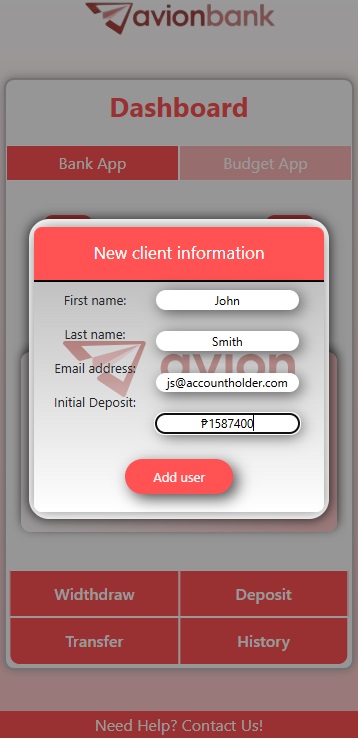 avionbank
Dashboard
Bank App Budget App
New client information
First name: John
Last name: Smith
avion
Email address: js@accountholder.com
Initial Deposit: ₱1587400
Add user
Widthdraw Deposit
Transfer History
Need Help? Contact Us!